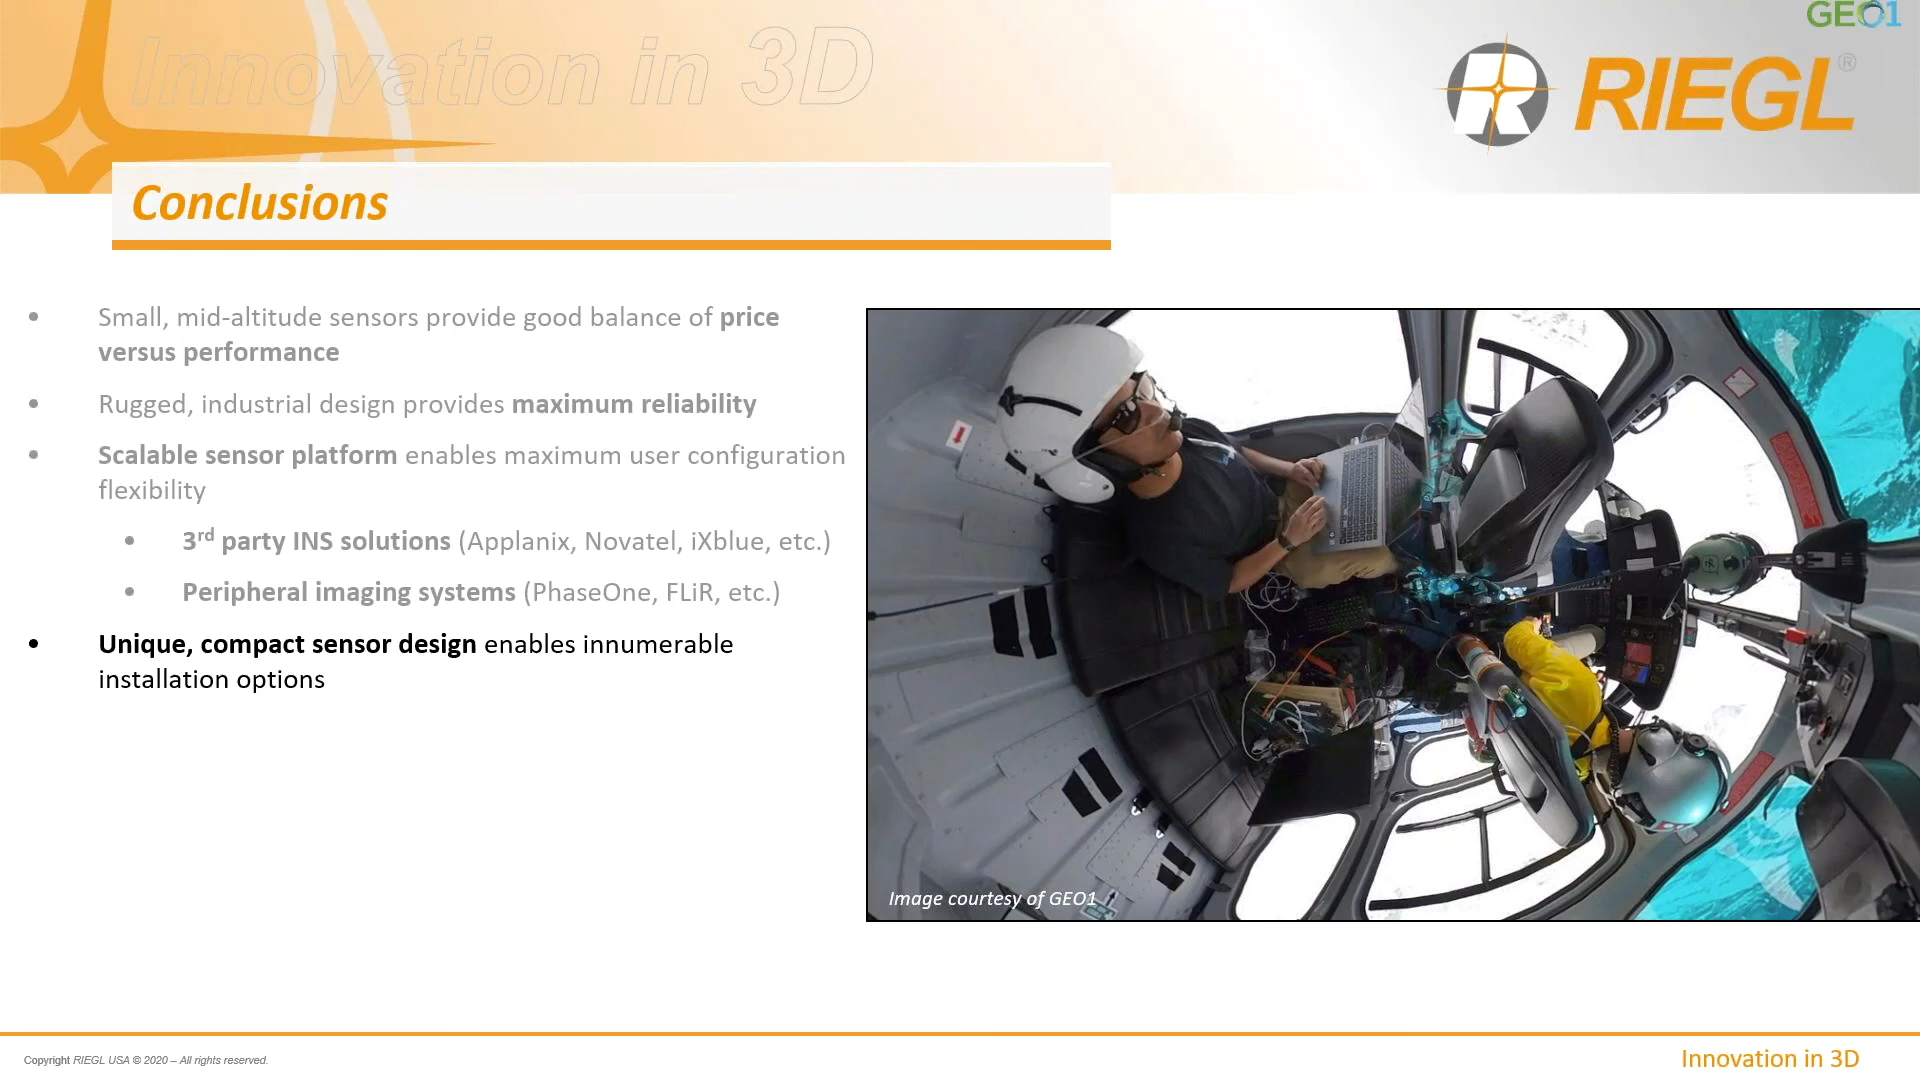 GEO1
Innovation in 3D
RIEGL®
Conclusions
• Small, mid-altitude sensors provide good balance of price
versus performance
• Rugged, industrial design provides maximum reliability
• Scalable sensor platform enables maximum user configuration
flexibility
• 3rd party INS solutions (Applanix, Novatel, iXblue, etc.)
• Peripheral imaging systems (PhaseOne, FLiR, etc.)
• Unique, compact sensor design enables innumerable
installation options
Image courtesy of GEO1
Copyright RIEGL USA © 2020 – All rights reserved.
Innovation in 3D